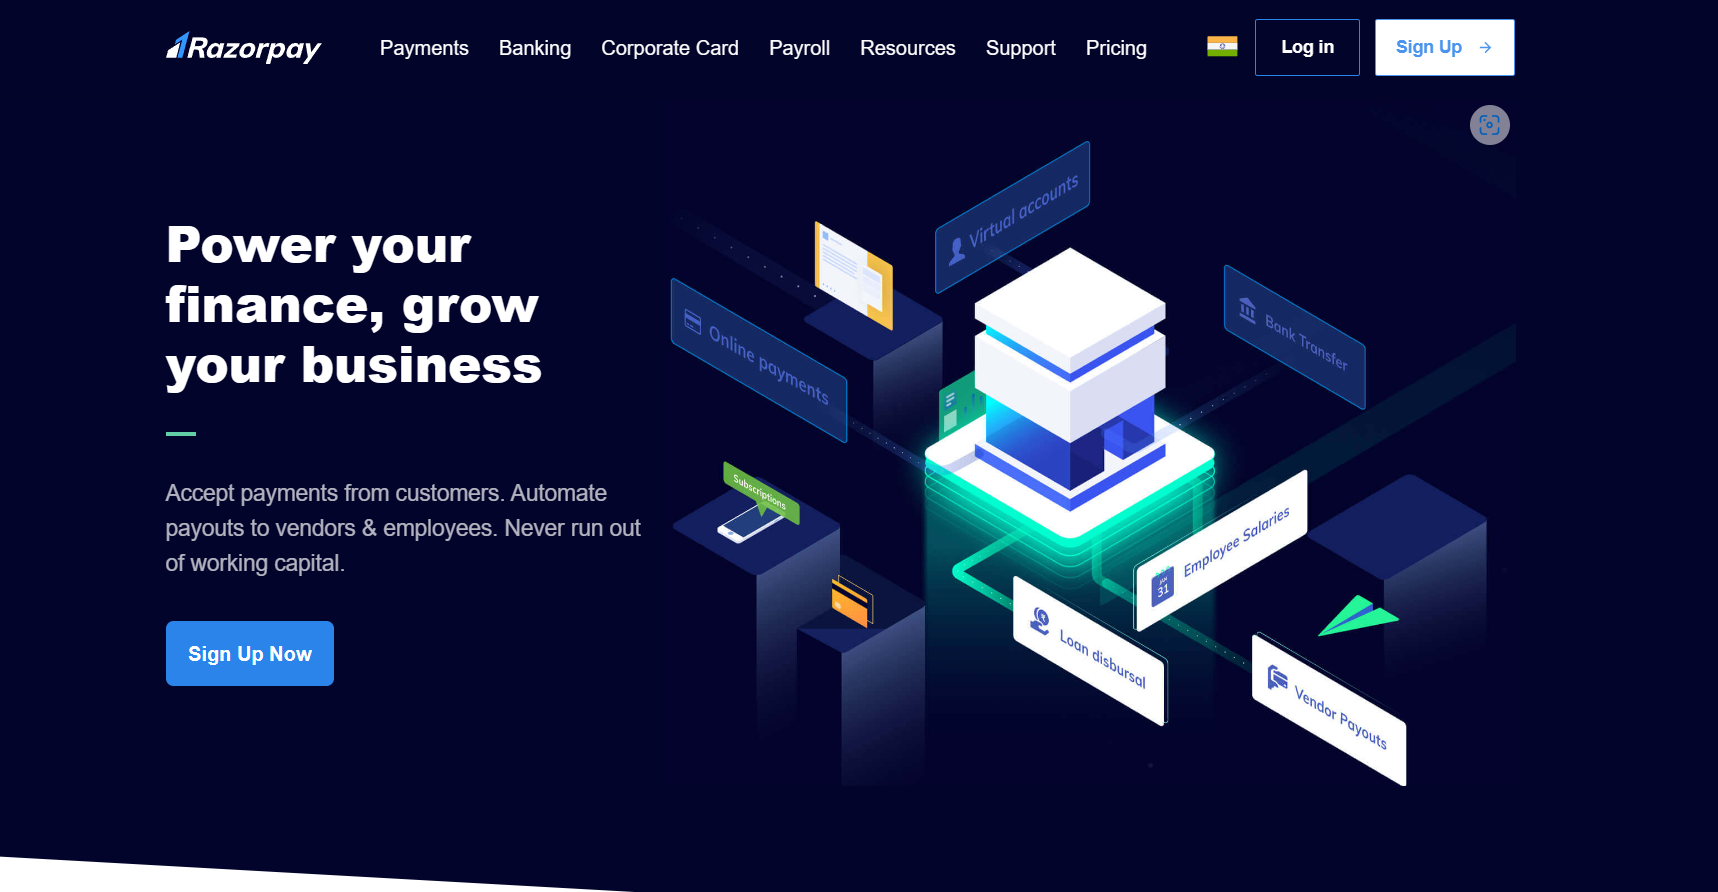 Razorpay
Payments
Banking
Corporate Card
Payroll
Resources
Support
Pricing
Log in
Sign Up
Power your
finance, grow
your business
Accept payments from customers. Automate
payouts to vendors & employees. Never run out
of working capital.
Sign Up Now
Virtual accounts
Online payments
Bank Transfer
Subscriptions
Employee Salaries
JAN
31
Loan disbursal
Vendor Payouts